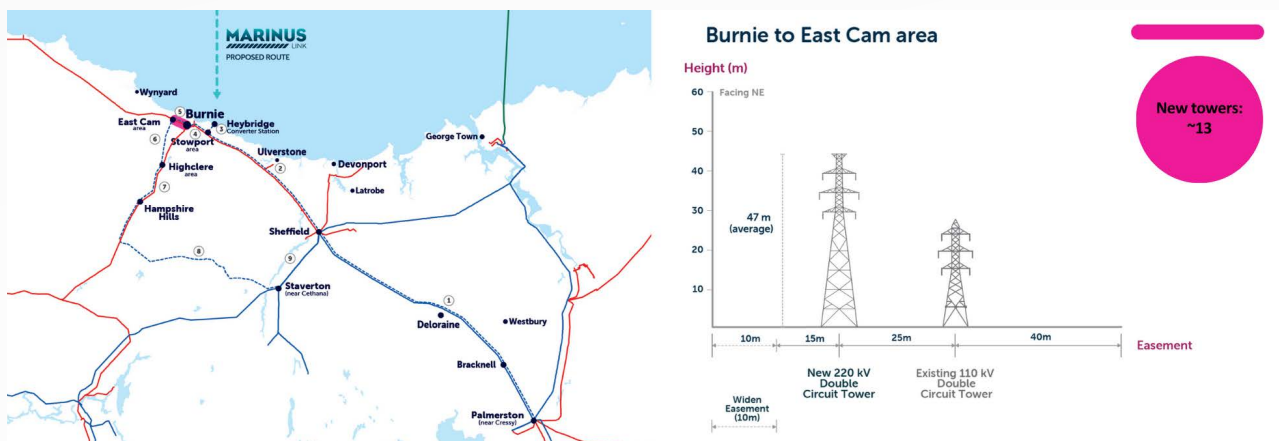 MARINUS
LINK
PROPOSED ROUTE
Wynyard
5
Burnie
East Cam
area
Heybridge
Converter Station
4
3
6
Stowport
area
George Town
Ulverstone
2
Highclere
area
Devonport
7
Latrobe
Hampshire
Hills
Sheffield
8
9
Staverton
(near Cethana)
1
Deloraine
Westbury
Bracknell
Palmerston
(near Cressy)
Burnie to East Cam area
Height (m)
60
Facing NE
50
40
30
20
10
47 m
(average)
10m
15m
25m
40m
Easement
New 220 kV
Double
Circuit Tower
Existing 110 kV
Double
Circuit Tower
Widen
Easement
(10m)
New towers:
~13